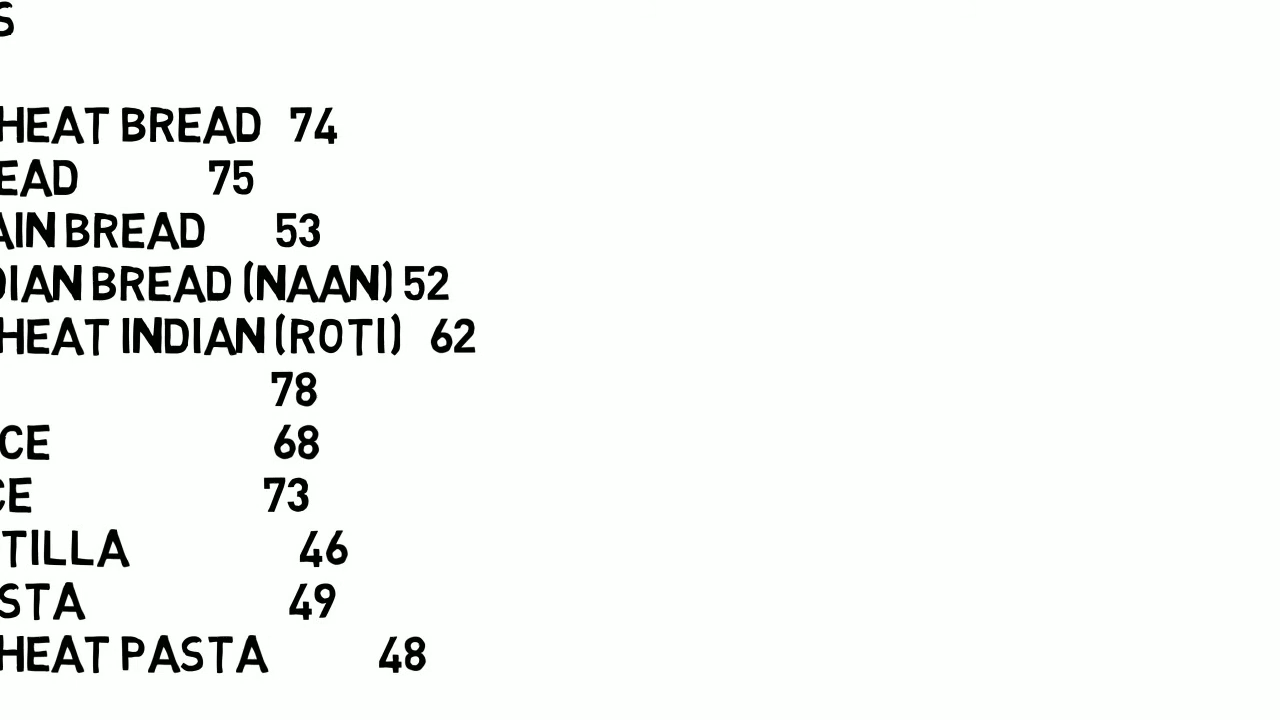 S
HEAT BREAD 74
EAD 75
AIN BREAD 53
DIAN BREAD (NAAN) 52
HEAT INDIAN (ROTI) 62
78
CE 68
CE 73
TILLA 46
STA 49
HEAT PASTA 48